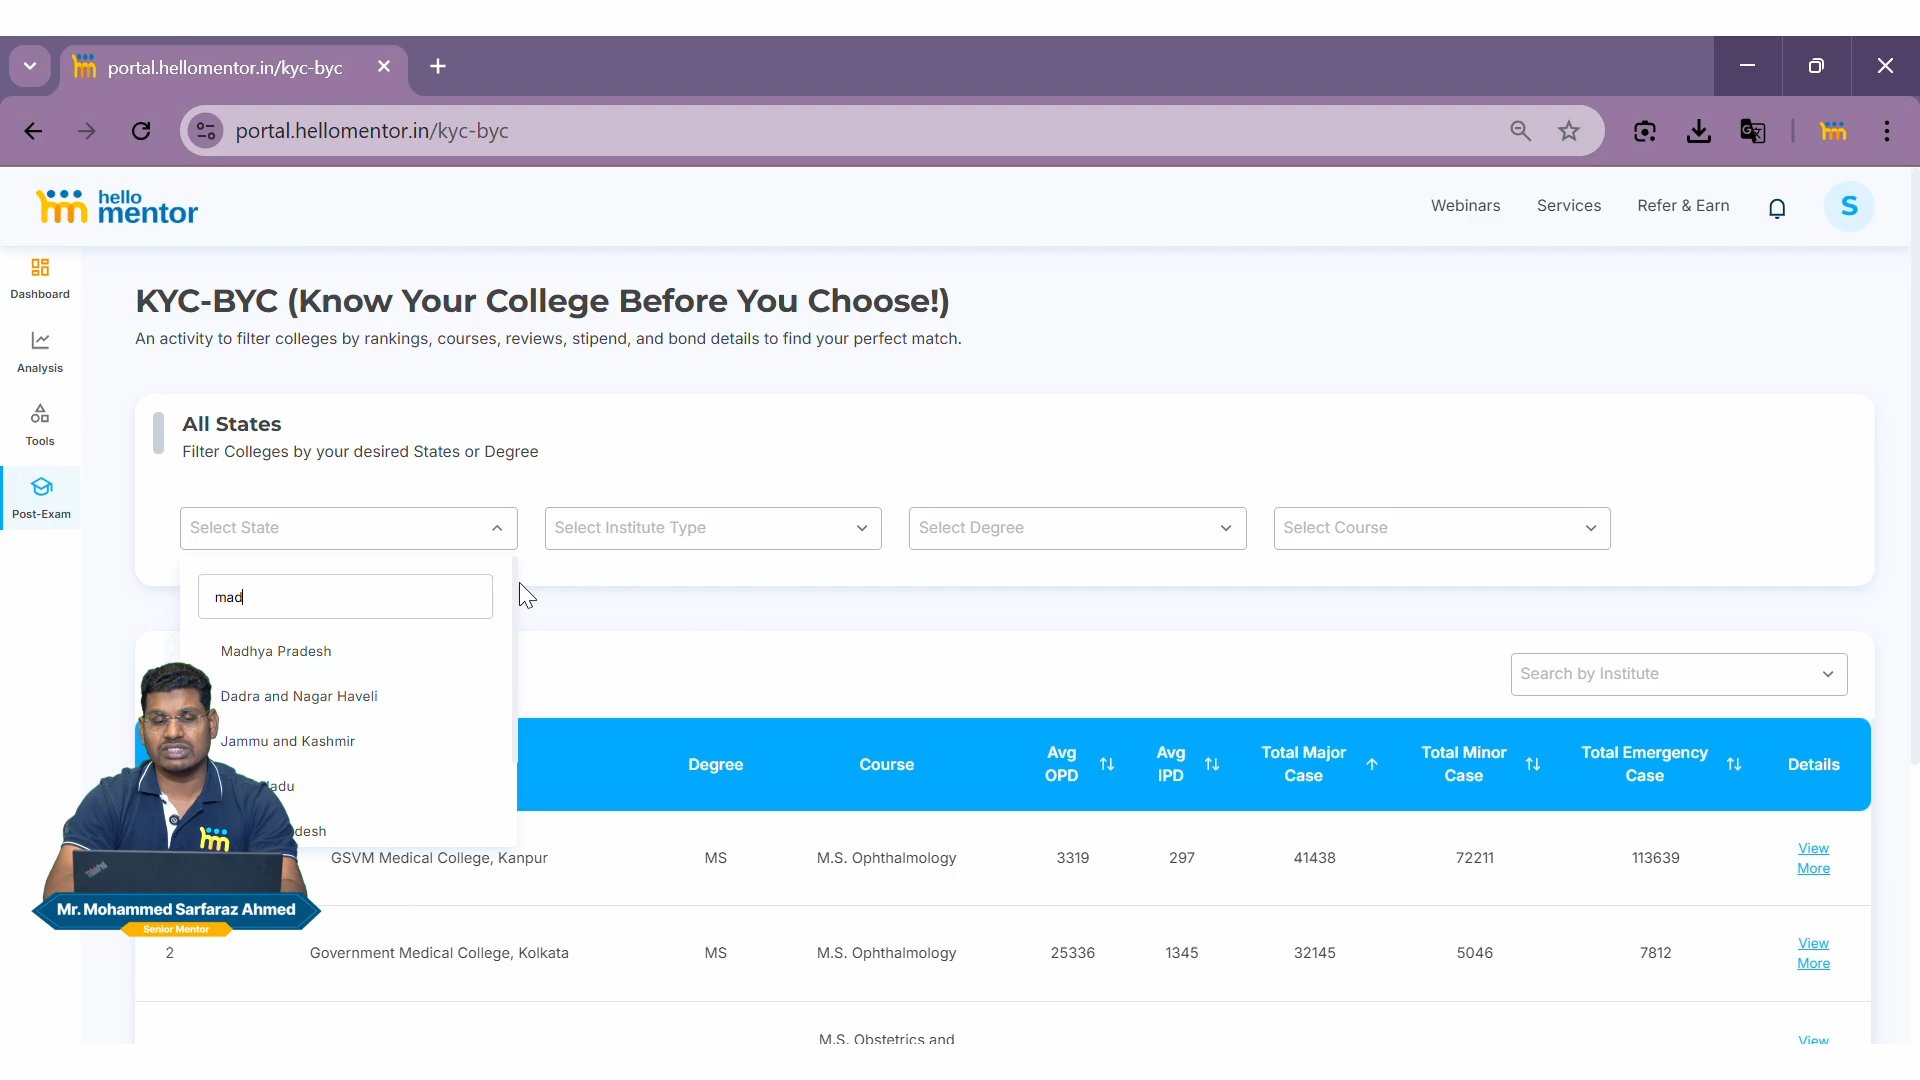 portal.hellomentor.in/kyc-byc
portal.hellomentor.in/kyc-byc
hello
mentor
Webinars
Services
Refer & Earn
S
Dashboard
Analysis
Tools
Post-Exam
KYC-BYC (Know Your College Before You Choose!)
An activity to filter colleges by rankings, courses, reviews, stipend, and bond details to find your perfect match.
All States
Filter Colleges by your desired States or Degree
Select State
Select Institute Type
Select Degree
Select Course
mad
Madhya Pradesh
Dadra and Nagar Haveli
Jammu and Kashmir
adu
desh
Search by Institute
Degree
Course
Avg OPD
Avg IPD
Total Major Case
Total Minor Case
Total Emergency Case
Details
GSVM Medical College, Kanpur
MS
M.S. Ophthalmology
3319
297
41438
72211
113639
View More
2
Government Medical College, Kolkata
MS
M.S. Ophthalmology
25336
1345
32145
5046
7812
View More
M.S. Obstetrics and
View
ThinkPad
Mr. Mohammed Sarfaraz Ahmed
Senior Mentor